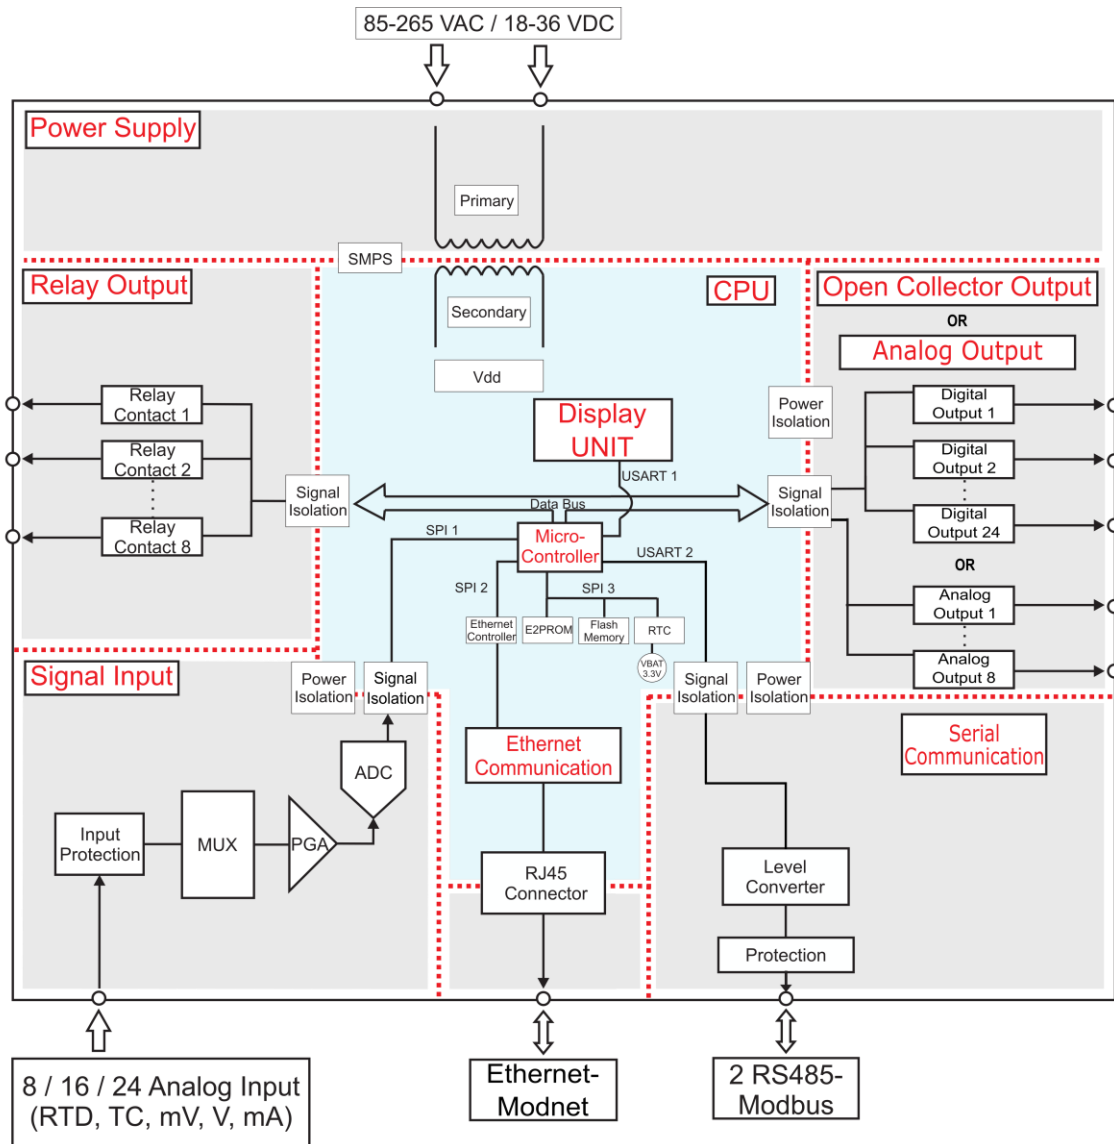 85-265 VAC / 18-36 VDC
Power Supply
Primary
SMPS
Relay Output
CPU
Open Collector Output
Secondary
OR
Analog Output
Vdd
Relay
Contact 1
Relay
Contact 2
Relay
Contact 8
Display
UNIT
Power
Isolation
Digital
Output 1
Digital
Output 2
Digital
Output 24
USART 1
Signal
Isolation
Data Bus
Signal
Isolation
SPI 1
Micro-
Controller
USART 2
OR
SPI 2
SPI 3
Analog
Output 1
Analog
Output 8
Ethernet
Controller
E2PROM
Flash
Memory
RTC
VBAT
3.3V
Signal Input
Power
Isolation
Signal
Isolation
Signal
Isolation
Power
Isolation
Ethernet
Communication
Serial
Communication
ADC
Input
Protection
MUX
PGA
RJ45
Connector
Level
Converter
Protection
8 / 16 / 24 Analog Input
(RTD, TC, mV, V, mA)
Ethernet-
Modnet
2 RS485-
Modbus